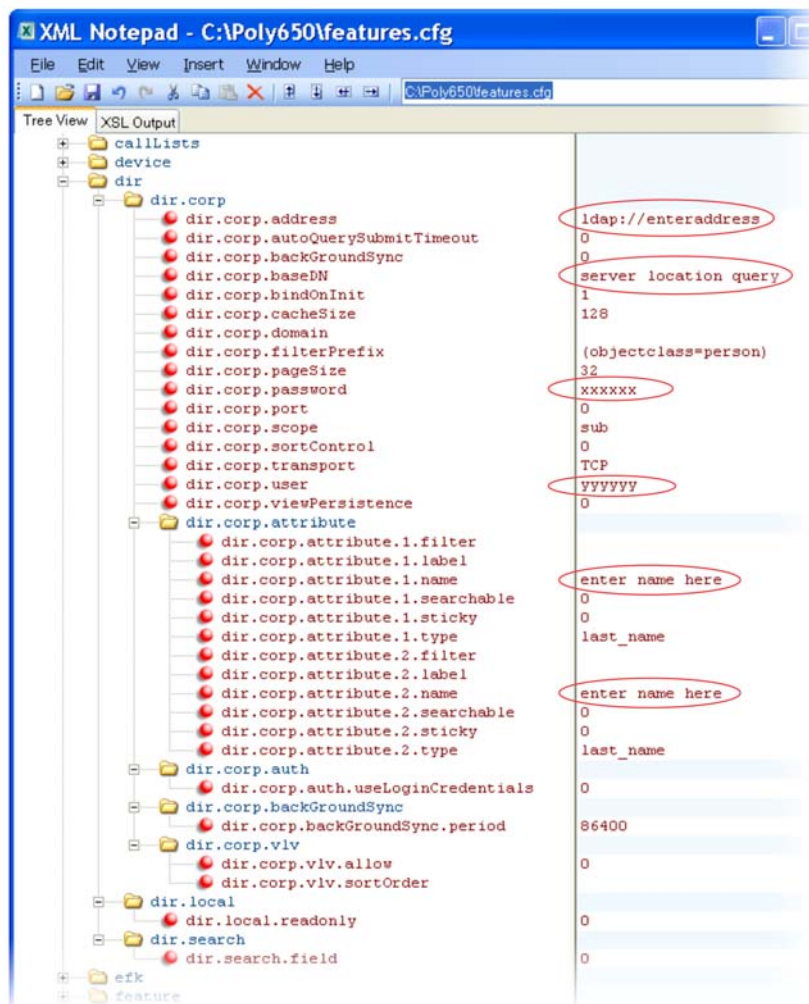 XML Notepad - C:\Poly650\features.cfg
File Edit View Insert Window Help
C:\Poly650\features.cfg
Tree View XSL Output
callLists
device
dir
dir.corp
dir.corp.address ldap://enteraddress
dir.corp.autoQuerySubmitTimeout 0
dir.corp.backGroundSync 0
dir.corp.baseDN server location query
dir.corp.bindOnInit 1
dir.corp.cacheSize 128
dir.corp.domain
dir.corp.filterPrefix (objectclass=person)
dir.corp.pageSize 32
dir.corp.password xxxxxx
dir.corp.port 0
dir.corp.scope sub
dir.corp.sortControl 0
dir.corp.transport TCP
dir.corp.user yyyyyy
dir.corp.viewPersistence 0
dir.corp.attribute
dir.corp.attribute.1.filter
dir.corp.attribute.1.label
dir.corp.attribute.1.name enter name here
dir.corp.attribute.1.searchable 0
dir.corp.attribute.1.sticky 0
dir.corp.attribute.1.type last_name
dir.corp.attribute.2.filter
dir.corp.attribute.2.label
dir.corp.attribute.2.name enter name here
dir.corp.attribute.2.searchable 0
dir.corp.attribute.2.sticky 0
dir.corp.attribute.2.type last_name
dir.corp.auth
dir.corp.auth.useLoginCredentials 0
dir.corp.backGroundSync
dir.corp.backGroundSync.period 86400
dir.corp.vlv
dir.corp.vlv.allow 0
dir.corp.vlv.sortOrder
dir.local
dir.local.readonly 0
dir.search
dir.search.field 0
efk
feature